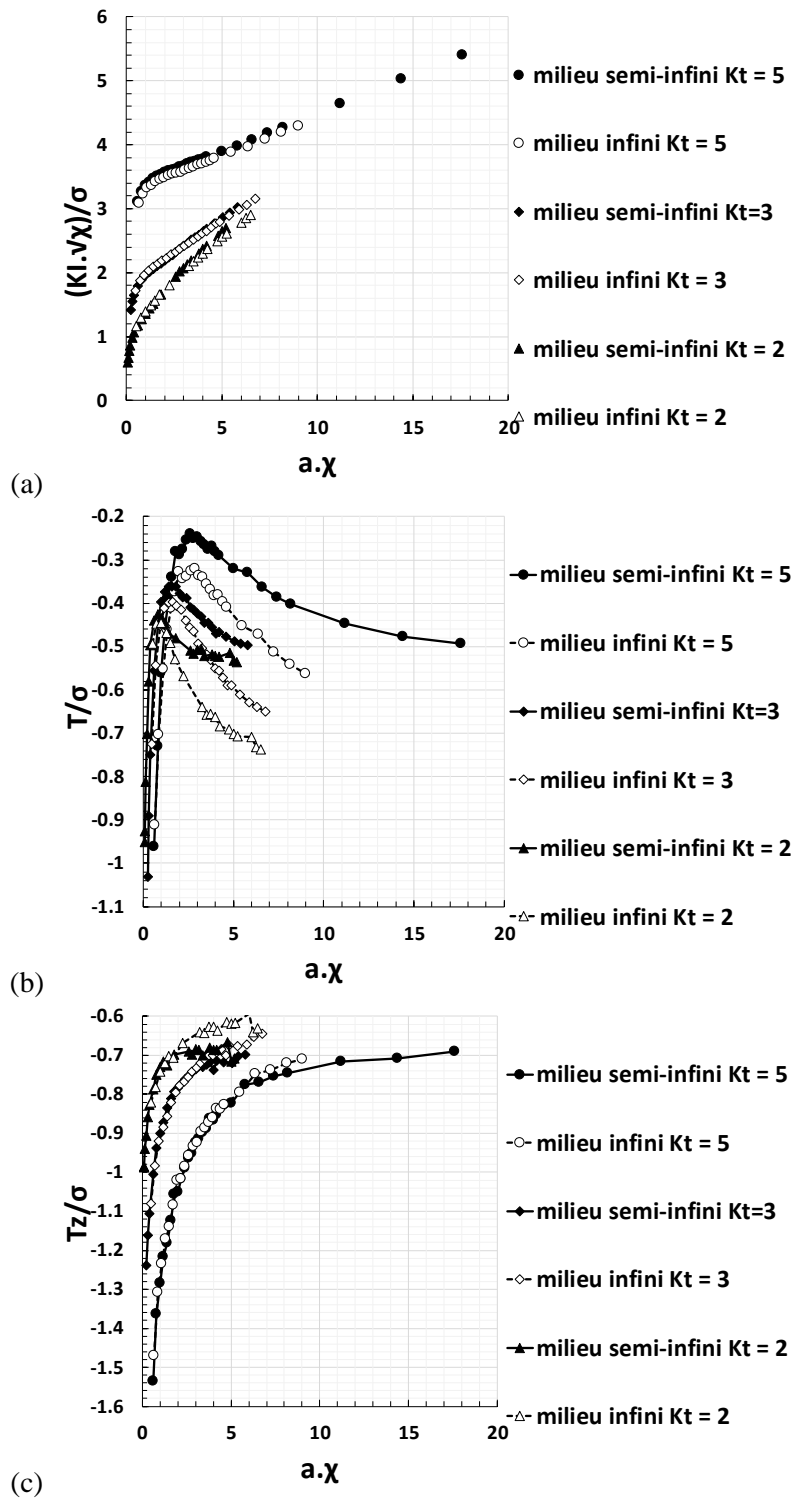 6
5
4
3
2
1
0
(KI.√χ)/σ
0 5 10 15 20
a.χ
milieu semi-infini Kt = 5
milieu infini Kt = 5
milieu semi-infini Kt=3
milieu infini Kt = 3
milieu semi-infini Kt = 2
milieu infini Kt = 2
(a)
-0.2
-0.3
-0.4
-0.5
-0.6
-0.7
-0.8
-0.9
-1
-1.1
T/σ
0 5 10 15 20
a.χ
milieu semi-infini Kt = 5
milieu infini Kt = 5
milieu semi-infini Kt=3
milieu infini Kt = 3
milieu semi-infini Kt = 2
milieu infini Kt = 2
(b)
-0.6
-0.7
-0.8
-0.9
-1
-1.1
-1.2
-1.3
-1.4
-1.5
-1.6
Tz/σ
0 5 10 15 20
a.χ
milieu semi-infini Kt = 5
milieu infini Kt = 5
milieu semi-infini Kt=3
milieu infini Kt = 3
milieu semi-infini Kt = 2
milieu infini Kt = 2
(c)